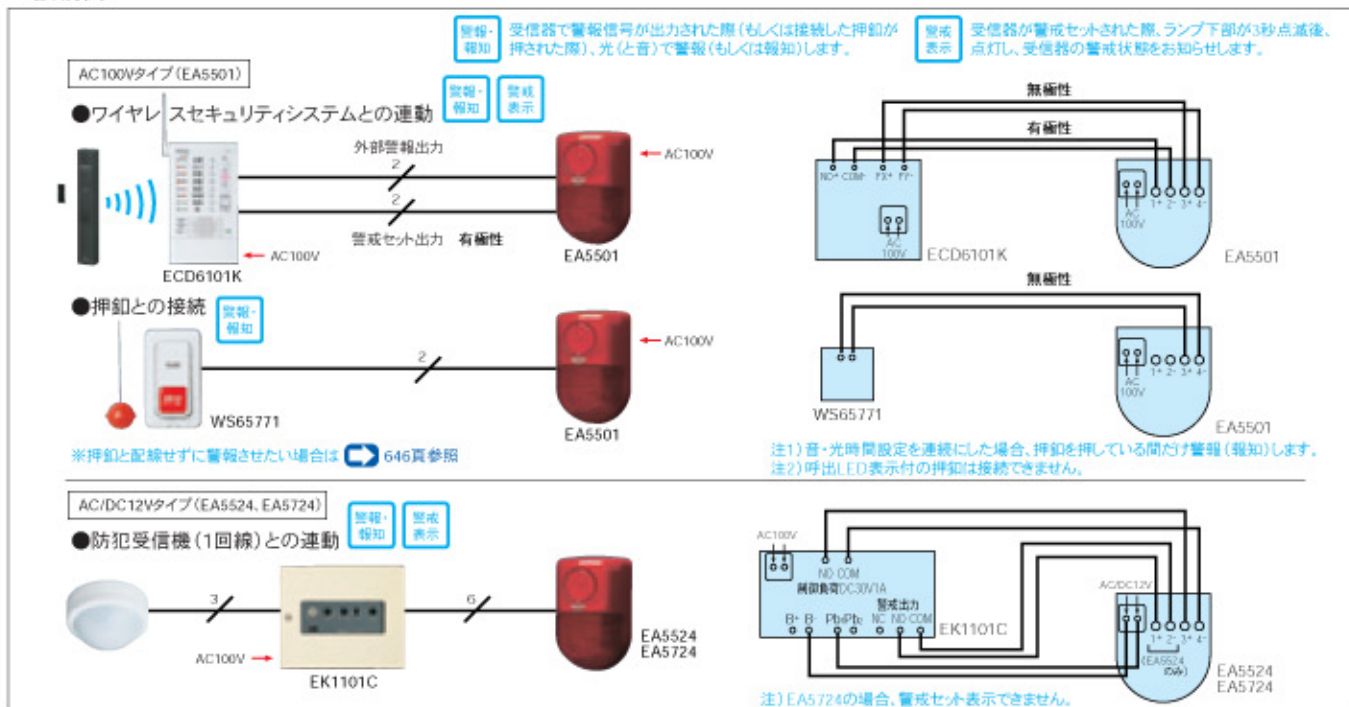 警報・
報知
受信器で警報信号が出力された際(もしくは接続した押釦が
押された際)、光(と音)で警報(もしくは報知)します。
警戒
表示
受信器が警戒セットされた際、ランプ下部が3秒点滅後、
点灯し、受信器の警戒状態をお知らせします。
AC100Vタイプ(EA5501)
●ワイヤレスセキュリティシステムとの連動
警報・
報知
警戒
表示
外部警報出力
2
2
警戒セット出力 有極性
AC100V
ECD6101K
AC100V
EA5501
無極性
有極性
NO+ COM- FX+ FY-
AC
100V
ECD6101K
AC
100V
1+ 2- 3+ 4-
EA5501
●押釦との接続
警報・
報知
2
WS65771
AC100V
EA5501
※押釦と配線せずに警報させたい場合は 646頁参照
無極性
WS65771
AC
100V
1+ 2- 3+ 4-
EA5501
注1)音・光時間設定を連続にした場合、押釦を押している間だけ警報(報知)します。
注2)呼出LED表示付の押釦は接続できません。
AC/DC12Vタイプ(EA5524、EA5724)
●防犯受信機(1回線)との連動
警報・
報知
警戒
表示
3
6
AC100V
EK1101C
EA5524
EA5724
AC100V
NO COM
制御負荷DC30V1A
警戒出力
B+ B- NC NO COM
EK1101C
AC/DC12V
1+ 2- 3+ 4-
(EA5524
のみ)
EA5524
EA5724
注)EA5724の場合、警戒セット表示できません。